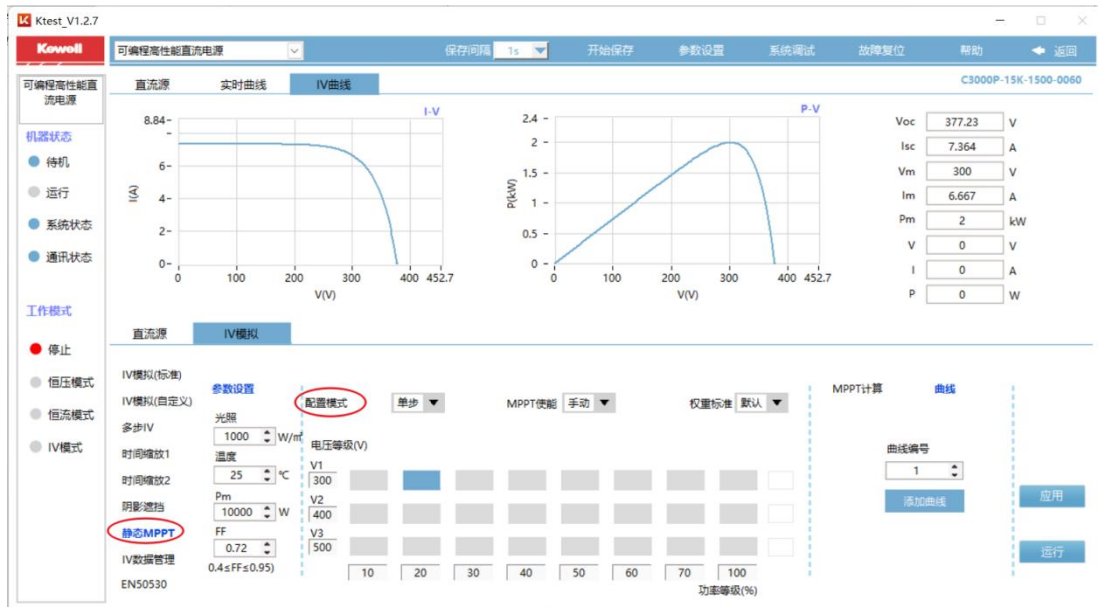 Ktest_V1.2.7
Kewell 可编程高性能直流电源 保存间隔 1s 开始保存 参数设置 系统调试 故障复位 帮助 返回
可编程高性能直
流电源
直流源 实时曲线 IV曲线 C3000P-15K-1500-0060
机器状态
待机
运行
系统状态
通讯状态
工作模式
停止
恒压模式
恒流模式
IV模式
I-V
8.84
6
4
2
0
I(A)
0 100 200 300 400 452.7
V(V)
P-V
2.4
2
1.5
1
0.5
0
P(kW)
0 100 200 300 400 452.7
V(V)
Voc 377.23 V
Isc 7.364 A
Vm 300 V
Im 6.667 A
Pm 2 kW
V 0 V
I 0 A
P 0 W
直流源 IV模拟
IV模拟(标准)
IV模拟(自定义)
多步IV
时间缩放1
时间缩放2
阴影遮挡
静态MPPT
IV数据管理
EN50530
参数设置
光照
1000 W/㎡
温度
25 ℃
Pm
10000 W
FF
0.72
0.4≤FF≤0.95)
配置模式 单步 MPPT使能 手动 权重标准 默认
电压等级(V)
V1
300
V2
400
V3
500
10 20 30 40 50 60 70 100
功率等级(%)
MPPT计算 曲线
曲线编号
1
添加曲线
应用
运行